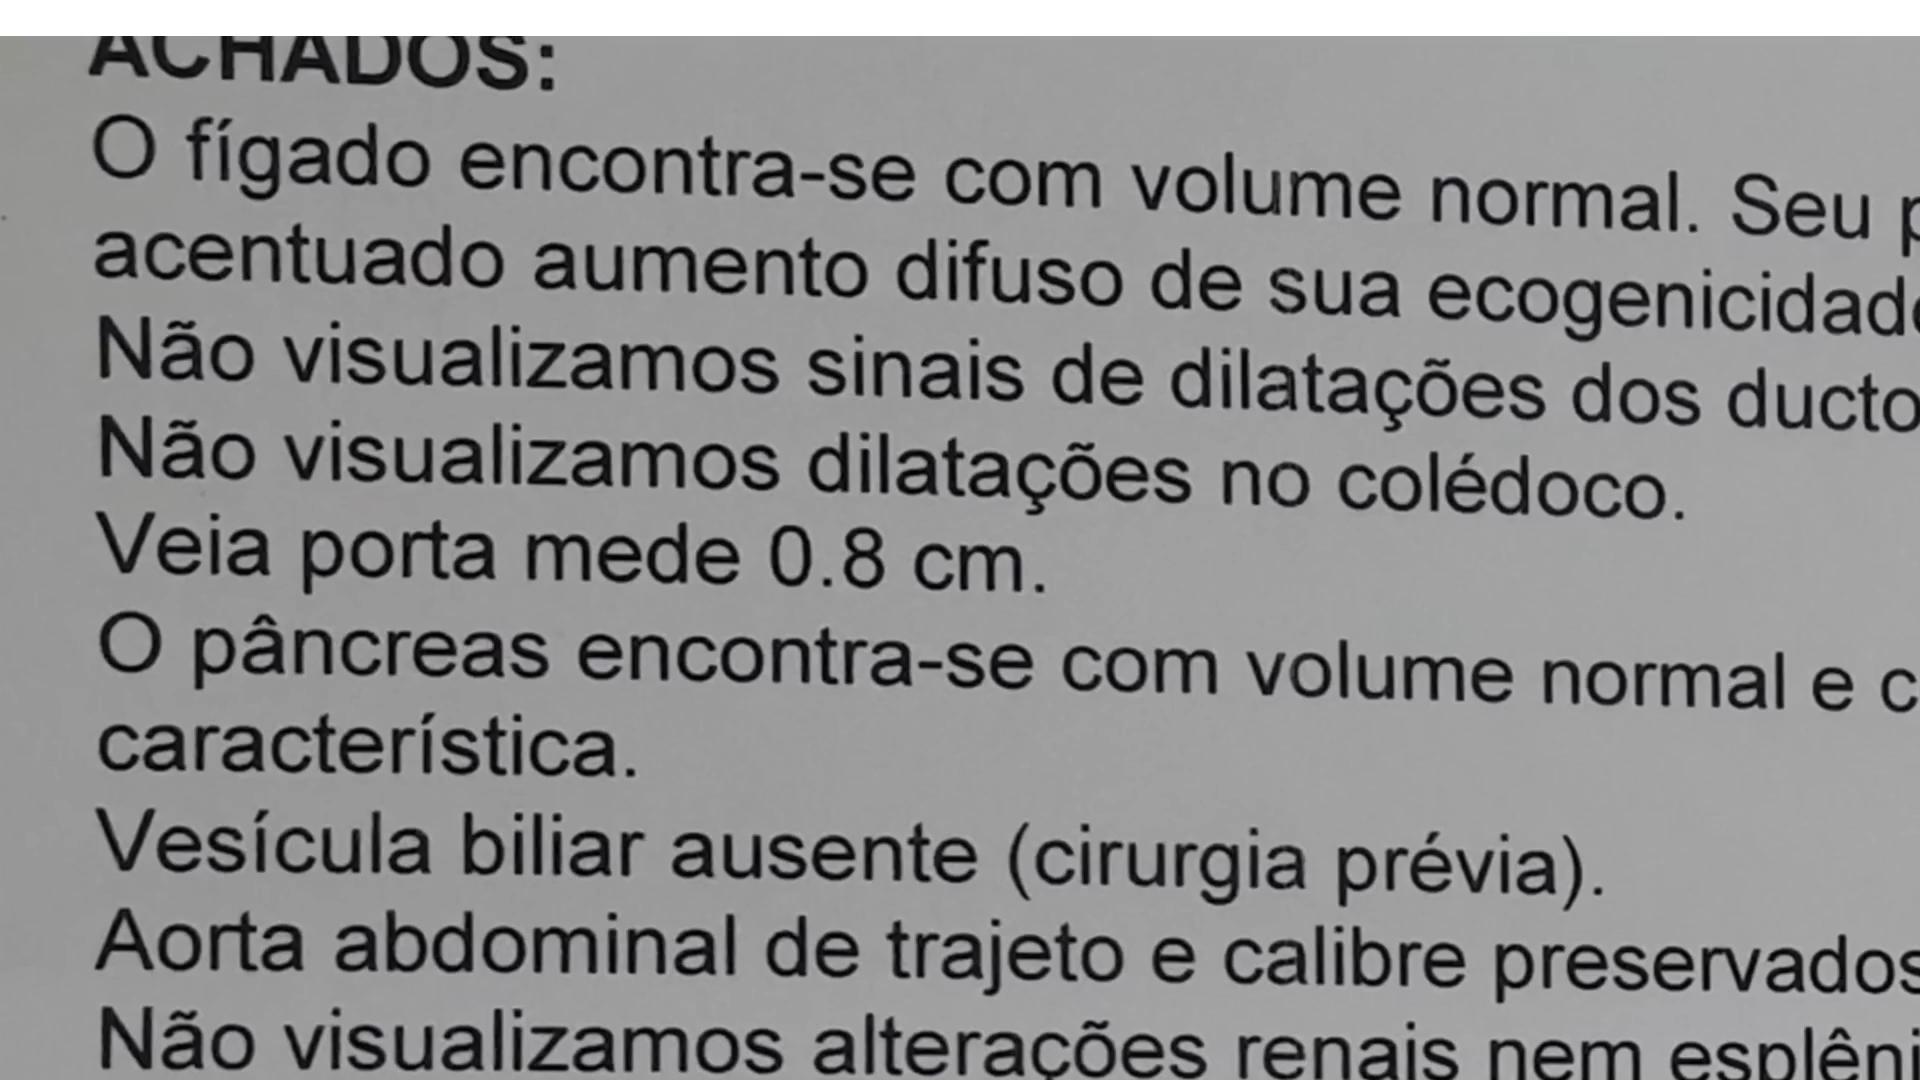 ACHADOS:
O fígado encontra-se com volume normal. Seu
acentuado aumento difuso de sua ecogenicidade
Não visualizamos sinais de dilatações dos
Não visualizamos dilatações no colédoco.
Veia porta mede 0.8 cm.
O pâncreas encontra-se com volume normal e
característica.
Vesícula biliar ausente (cirurgia prévia).
Aorta abdominal de trajeto e calibre preservados
Não visualizamos alterações renais nem